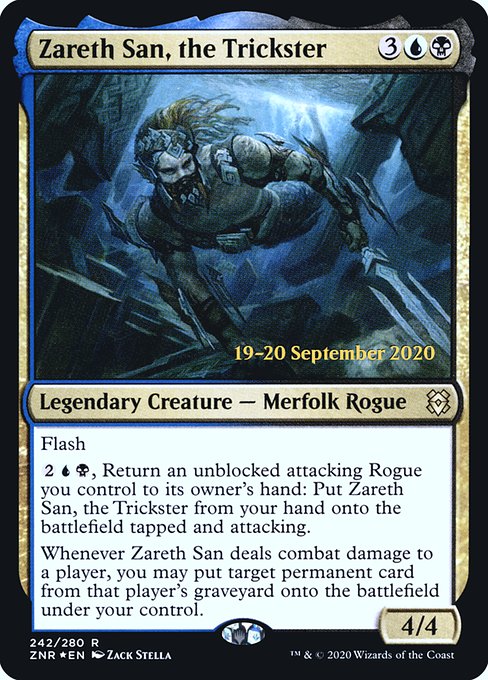 Zareth San, the Trickster 3
19–20 September 2020
Legendary Creature — Merfolk Rogue
Flash
2, Return an unblocked attacking Rogue
you control to its owner's hand: Put Zareth
San, the Trickster from your hand onto the
battlefield tapped and attacking.
Whenever Zareth San deals combat damage to
a player, you may put target permanent card
from that player's graveyard onto the battlefield
under your control.
4/4
242/280 R
ZNR ★ EN Zack Stella
™ & © 2020 Wizards of the Coast